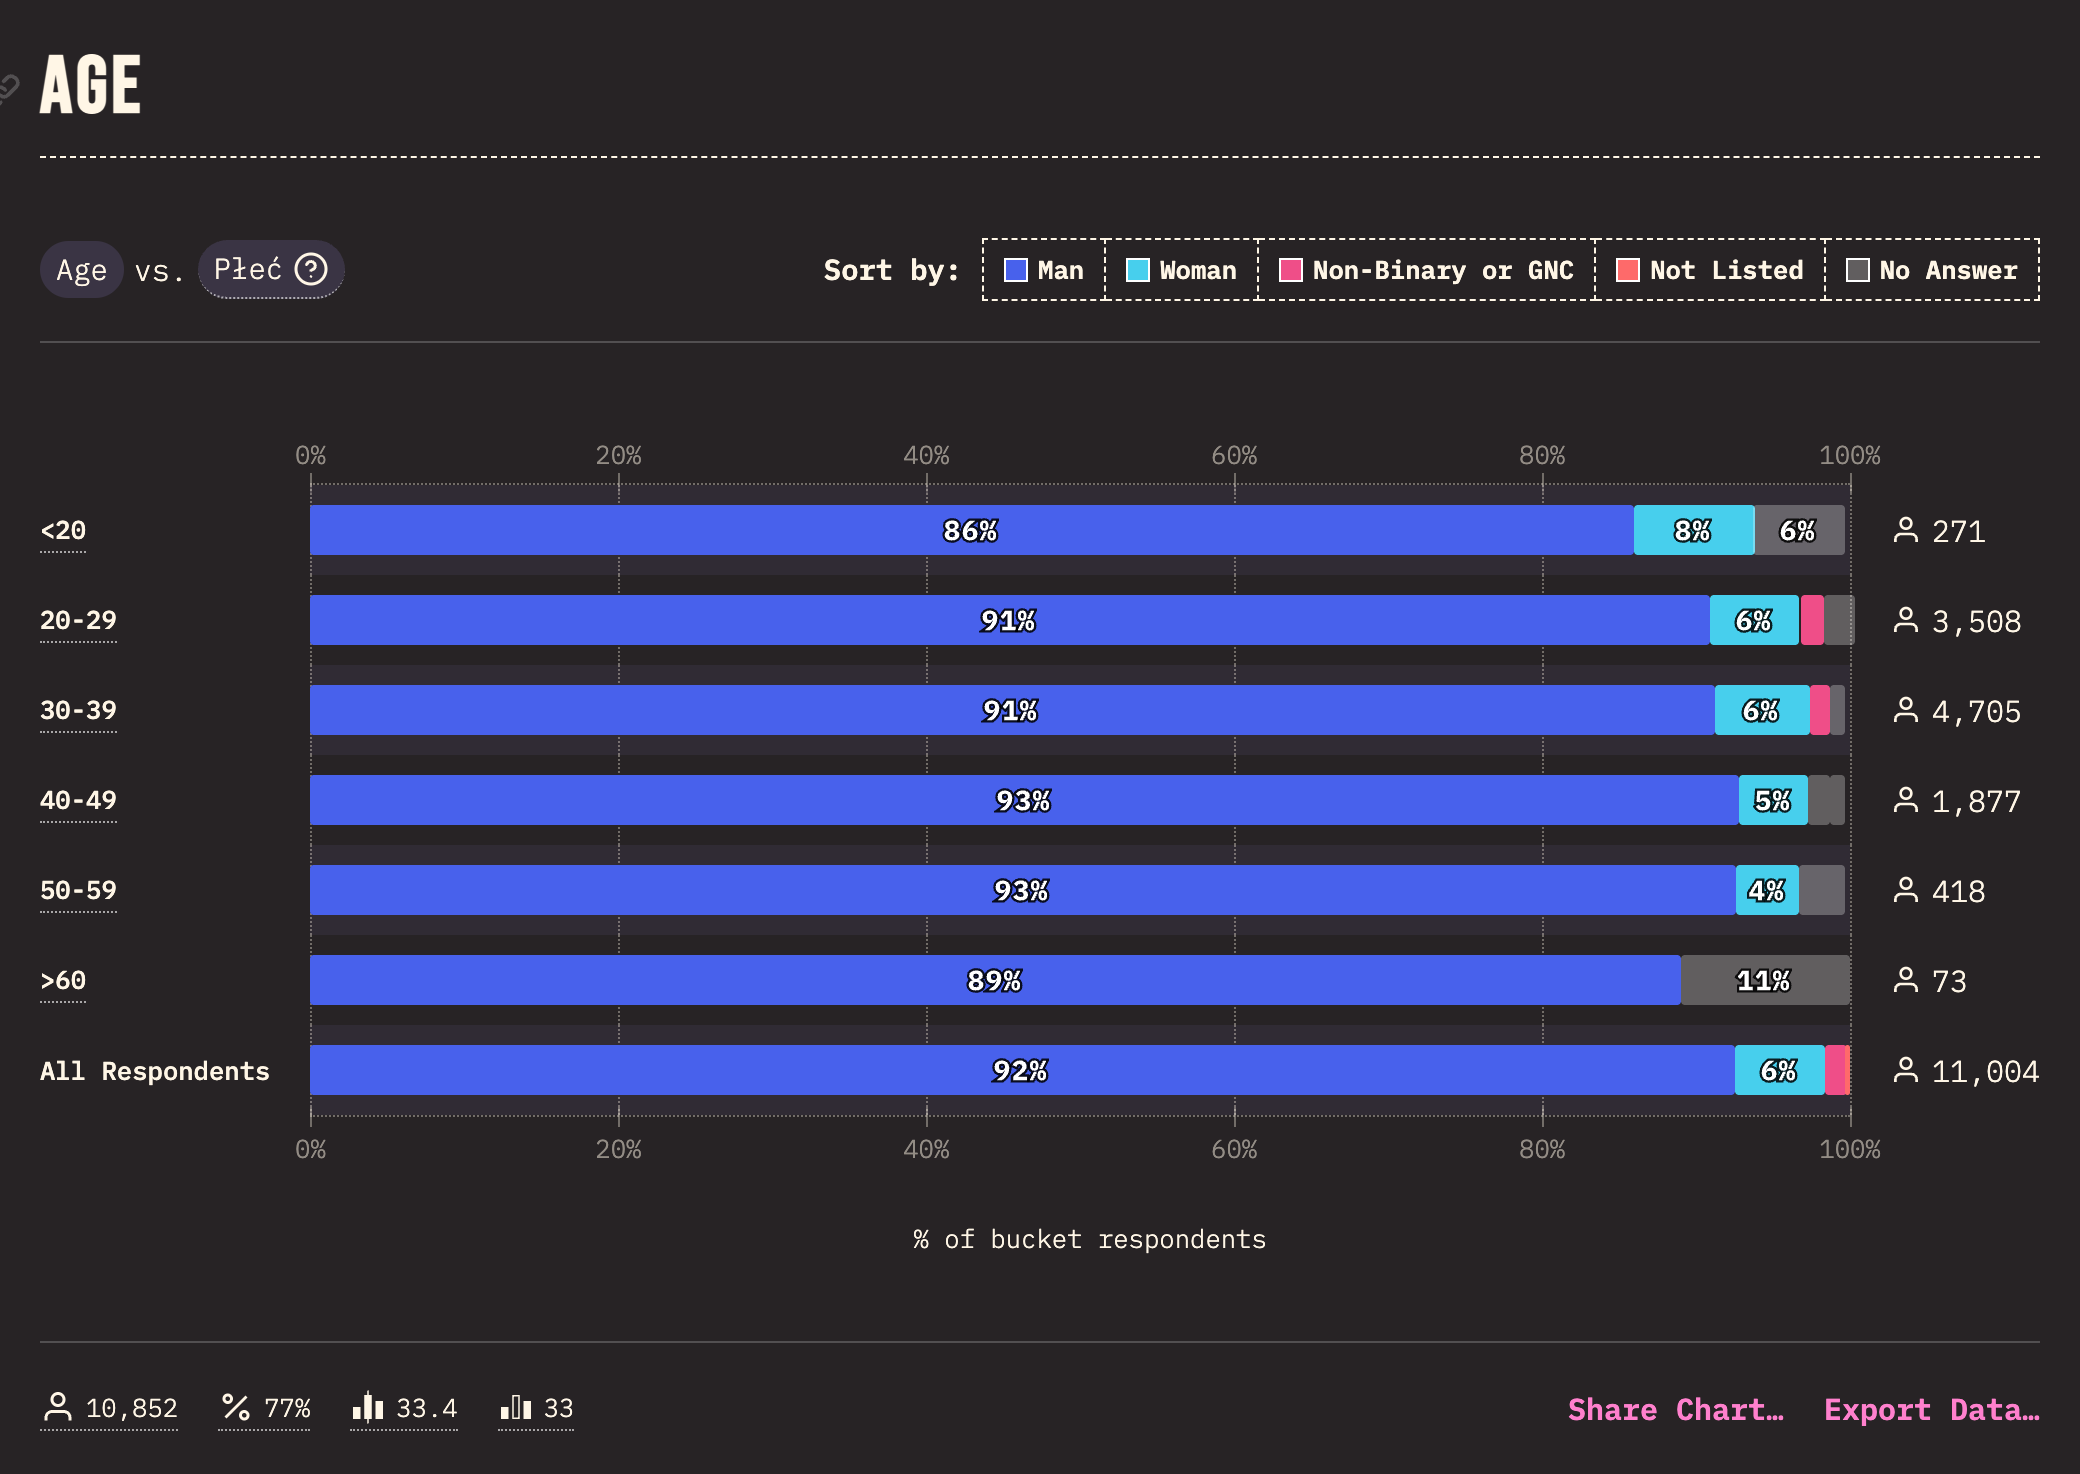 AGE
Age vs. Płeć
Sort by: Man Woman Non-Binary or GNC Not Listed No Answer
0% 20% 40% 60% 80% 100%
<20 86% 8% 6% 271
20-29 91% 6% 3,508
30-39 91% 6% 4,705
40-49 93% 5% 1,877
50-59 93% 4% 418
>60 89% 11% 73
All Respondents 92% 6% 11,004
0% 20% 40% 60% 80% 100%
% of bucket respondents
10,852 77% 33.4 33 Share Chart… Export Data…